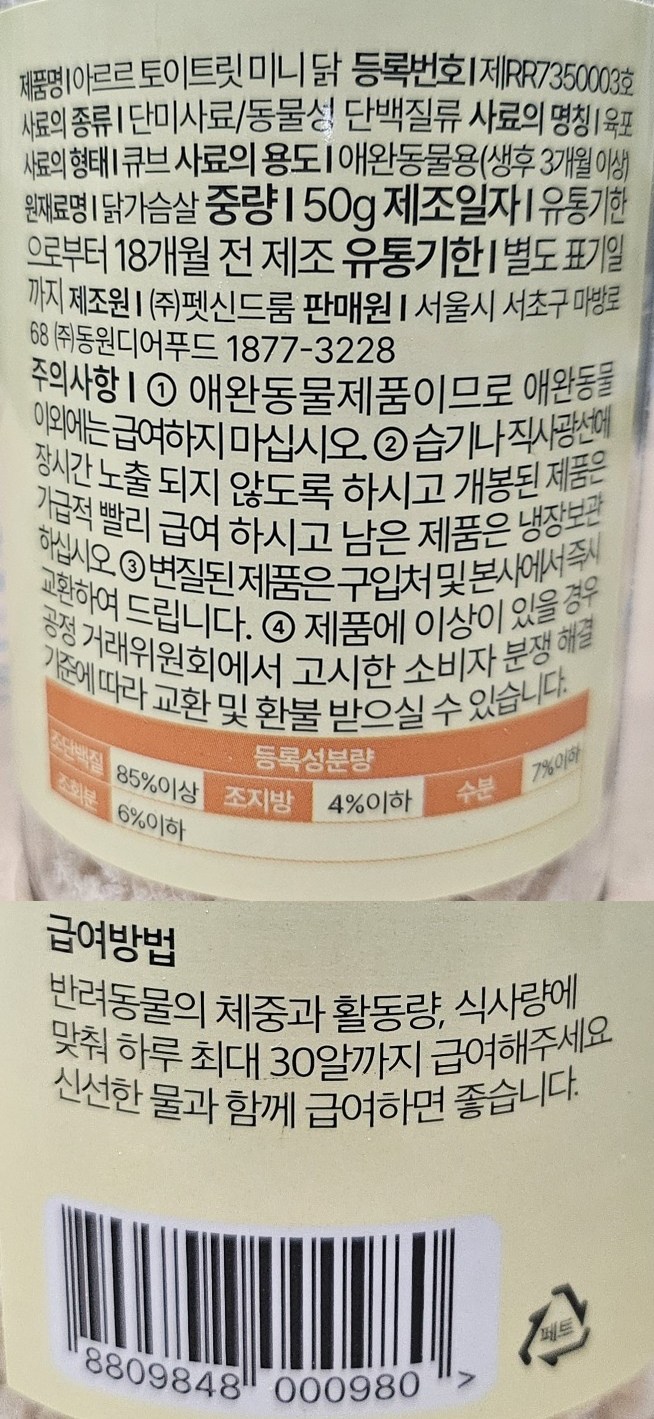 제품명 | 아르르 토이트릿 미니 닭 등록번호 | 제RR7350003호
사료의 종류 | 단미사료/동물성 단백질류 사료의 명칭 | 육포
사료의 형태 | 큐브 사료의 용도 | 애완동물용(생후 3개월 이상)
원재료명 | 닭가슴살 중량 | 50g 제조일자 | 유통기한
으로부터 18개월 전 제조 유통기한 | 별도 표기일
까지 제조원 | (주)펫신드룸 판매원 | 서울시 서초구 마방로
68 (주)동원디어푸드 1877-3228
주의사항 | ① 애완동물제품이므로 애완동물
이외에는 급여하지 마십시오. ② 습기나 직사광선에
장시간 노출 되지 않도록 하시고 개봉된 제품은
가급적 빨리 급여 하시고 남은 제품은 냉장보관
하십시오. ③ 변질된 제품은 구입처 및 본사에서 즉시
교환하여 드립니다. ④ 제품에 이상이 있을 경우
공정 거래위원회에서 고시한 소비자 분쟁 해결
기준에 따라 교환 및 환불 받으실 수 있습니다.
등록성분량
조단백질 85%이상 조지방 4%이하 수분 7%이하
조회분 6%이하
급여방법
반려동물의 체중과 활동량, 식사량에
맞춰 하루 최대 30알까지 급여해주세요
신선한 물과 함께 급여하면 좋습니다.
페트
8809848 000980 >